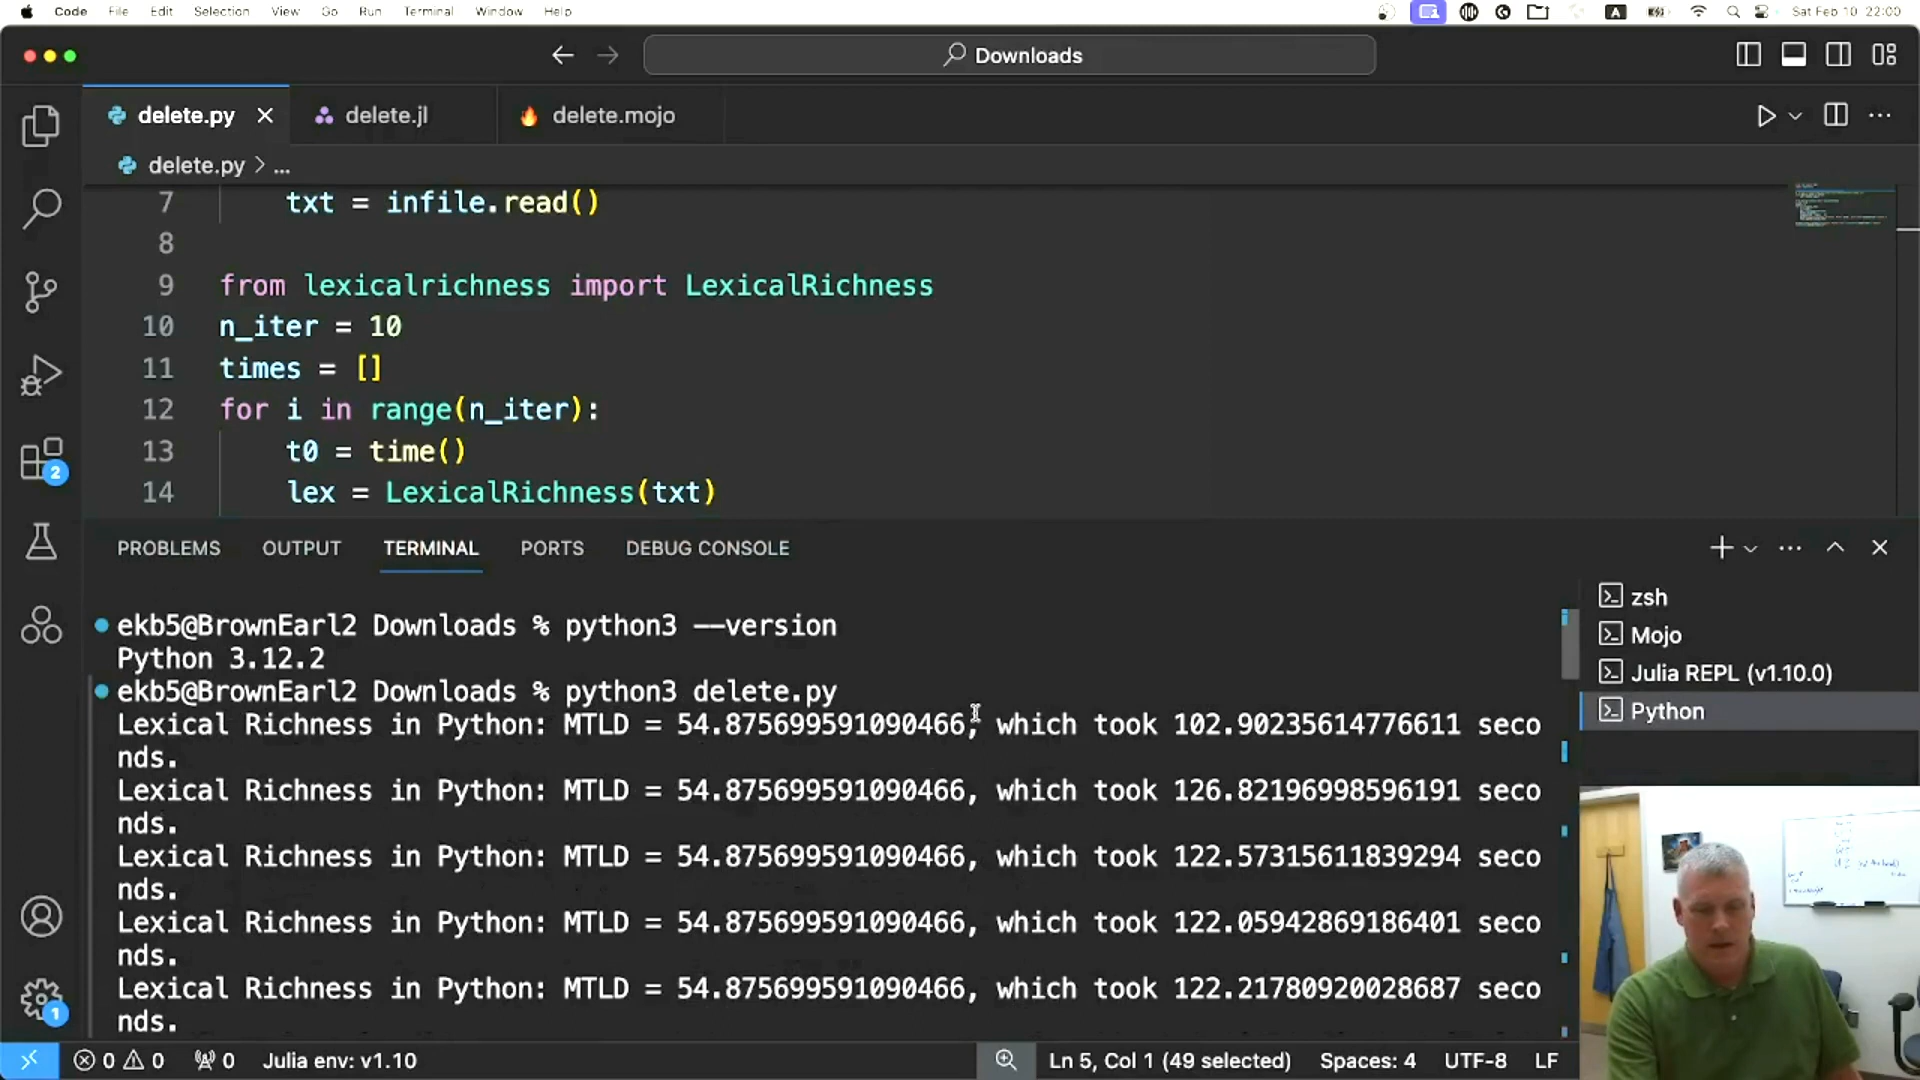 Code File Edit Selection View Go Run Terminal Window Help
A Sat Feb 10 22:00
Downloads
delete.py delete.jl delete.mojo
delete.py > ...
7 txt = infile.read()
8
9 from lexicalrichness import LexicalRichness
10 n_iter = 10
11 times = []
12 for i in range(n_iter):
13 t0 = time()
14 lex = LexicalRichness(txt)
PROBLEMS OUTPUT TERMINAL PORTS DEBUG CONSOLE
ekb5@BrownEarl2 Downloads % python3 --version
Python 3.12.2
ekb5@BrownEarl2 Downloads % python3 delete.py
Lexical Richness in Python: MTLD = 54.875699591090466, which took 102.90235614776611 seco
nds.
Lexical Richness in Python: MTLD = 54.875699591090466, which took 126.82196998596191 seco
nds.
Lexical Richness in Python: MTLD = 54.875699591090466, which took 122.57315611839294 seco
nds.
Lexical Richness in Python: MTLD = 54.875699591090466, which took 122.05942869186401 seco
nds.
Lexical Richness in Python: MTLD = 54.875699591090466, which took 122.21780920028687 seco
nds.
zsh
Mojo
Julia REPL (v1.10.0)
Python
2
1
0 0 0 Julia env: v1.10 Ln 5, Col 1 (49 selected) Spaces: 4 UTF-8 LF